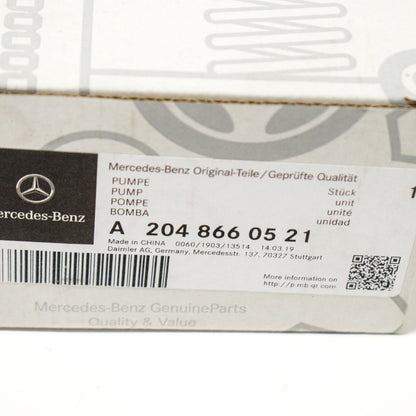 Mercedes-Benz Original-Teile/Geprüfte Qualität
PUMPE Stück
PUMP unit
POMPE unité
BOMBA unidad
A 204 866 05 21
Made in CHINA 0060/1903/13514 14.03.19
Daimler AG, Germany, Mercedesstr. 137, 70327 Stuttgart
ercedes-Benz
1
More information on
http://p.mb-qr.com
Mercedes-Benz GenuineParts
Quality & Value